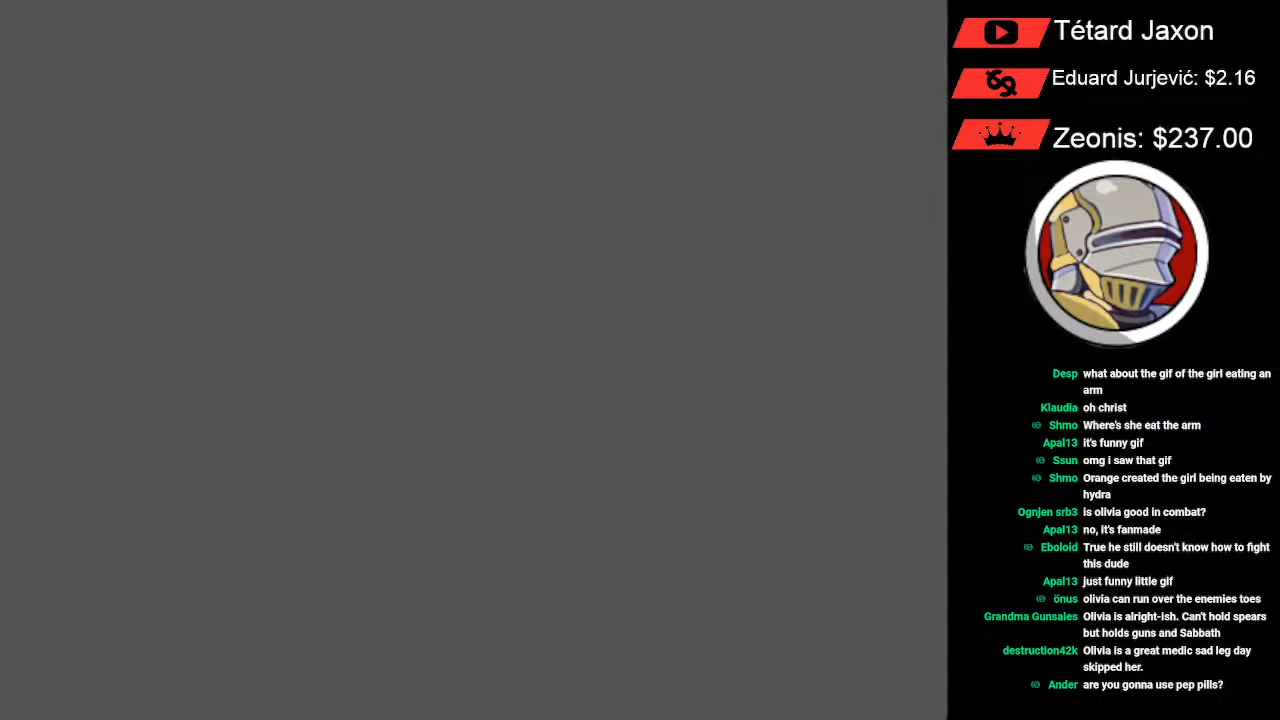 Tétard Jaxon
Eduard Jurjević: $2.16
Zeonis: $237.00
Desp what about the gif of the girl eating an
arm
Klaudia oh christ
Shmo Where's she eat the arm
Apal13 it's funny gif
Ssun omg i saw that gif
Shmo Orange created the girl being eaten by
hydra
Ognjen srb3 is olivia good in combat?
Apal13 no, it's fanmade
Eboloid True he still doesn't know how to fight
this dude
Apal13 just funny little gif
önus olivia can run over the enemies toes
Grandma Gunsales Olivia is alright-ish. Can't hold spears
but holds guns and Sabbath
destruction42k Olivia is a great medic sad leg day
skipped her.
Ander are you gonna use pep pills?